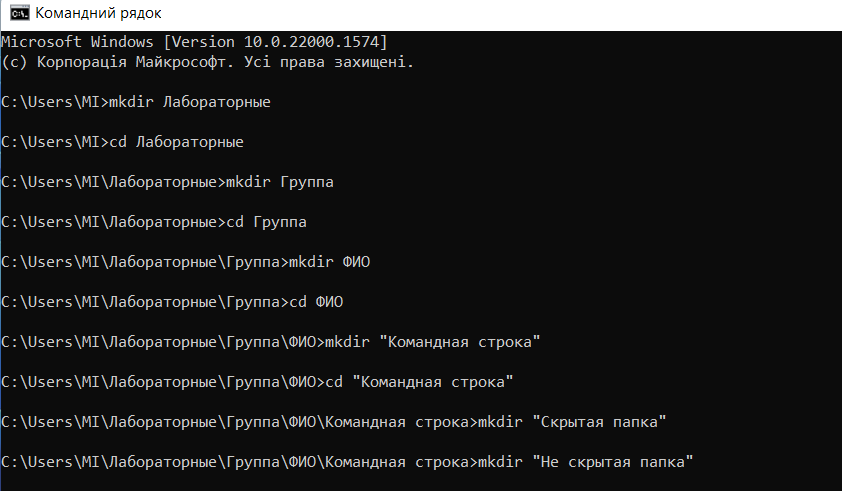 Командний рядок
Microsoft Windows [Version 10.0.22000.1574]
(c) Корпорація Майкрософт. Усі права захищені.
C:\Users\MI>mkdir Лабораторные
C:\Users\MI>cd Лабораторные
C:\Users\MI\Лабораторные>mkdir Группа
C:\Users\MI\Лабораторные>cd Группа
C:\Users\MI\Лабораторные\Группа>mkdir ФИО
C:\Users\MI\Лабораторные\Группа>cd ФИО
C:\Users\MI\Лабораторные\Группа\ФИО>mkdir "Командная строка"
C:\Users\MI\Лабораторные\Группа\ФИО>cd "Командная строка"
C:\Users\MI\Лабораторные\Группа\ФИО\Командная строка>mkdir "Скрытая папка"
C:\Users\MI\Лабораторные\Группа\ФИО\Командная строка>mkdir "Не скрытая папка"